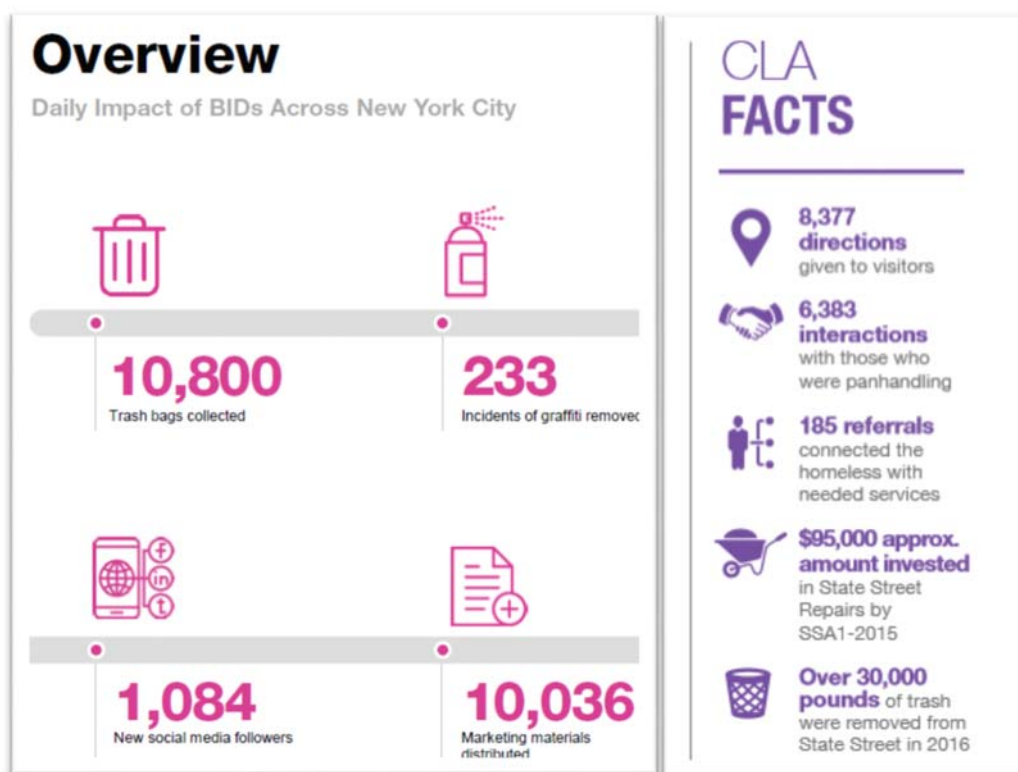 Overview
Daily Impact of BIDs Across New York City
10,800
Trash bags collected
233
Incidents of graffiti removed
1,084
New social media followers
10,036
Marketing materials
distributed
CLA
FACTS
8,377
directions
given to visitors
6,383
interactions
with those who
were panhandling
185 referrals
connected the
homeless with
needed services
$95,000 approx.
amount invested
in State Street
Repairs by
SSA1-2015
Over 30,000
pounds of trash
were removed from
State Street in 2016